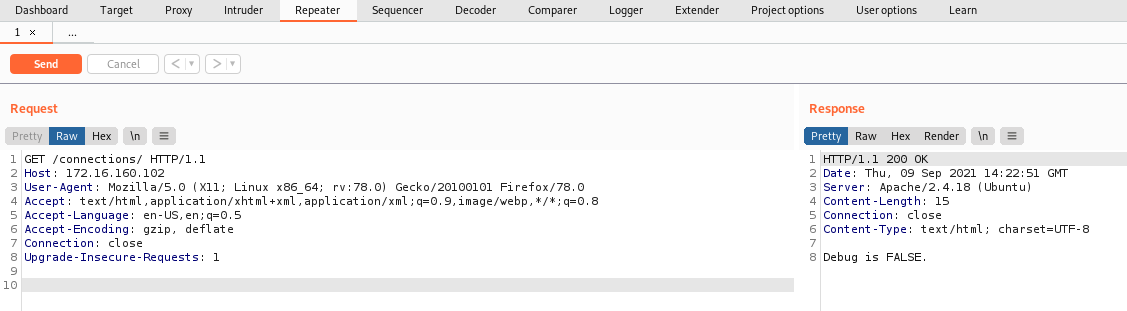 Dashboard Target Proxy Intruder Repeater Sequencer Decoder Comparer Logger Extender Project options User options Learn
1 × ...
Send Cancel < ▼ > ▼
Request
Pretty Raw Hex \n ≡
1 GET /connections/ HTTP/1.1
2 Host: 172.16.160.102
3 User-Agent: Mozilla/5.0 (X11; Linux x86_64; rv:78.0) Gecko/20100101 Firefox/78.0
4 Accept: text/html,application/xhtml+xml,application/xml;q=0.9,image/webp,*/*;q=0.8
5 Accept-Language: en-US,en;q=0.5
6 Accept-Encoding: gzip, deflate
7 Connection: close
8 Upgrade-Insecure-Requests: 1
9
10
Response
Pretty Raw Hex Render \n ≡
1 HTTP/1.1 200 OK
2 Date: Thu, 09 Sep 2021 14:22:51 GMT
3 Server: Apache/2.4.18 (Ubuntu)
4 Content-Length: 15
5 Connection: close
6 Content-Type: text/html; charset=UTF-8
7
8 Debug is FALSE.